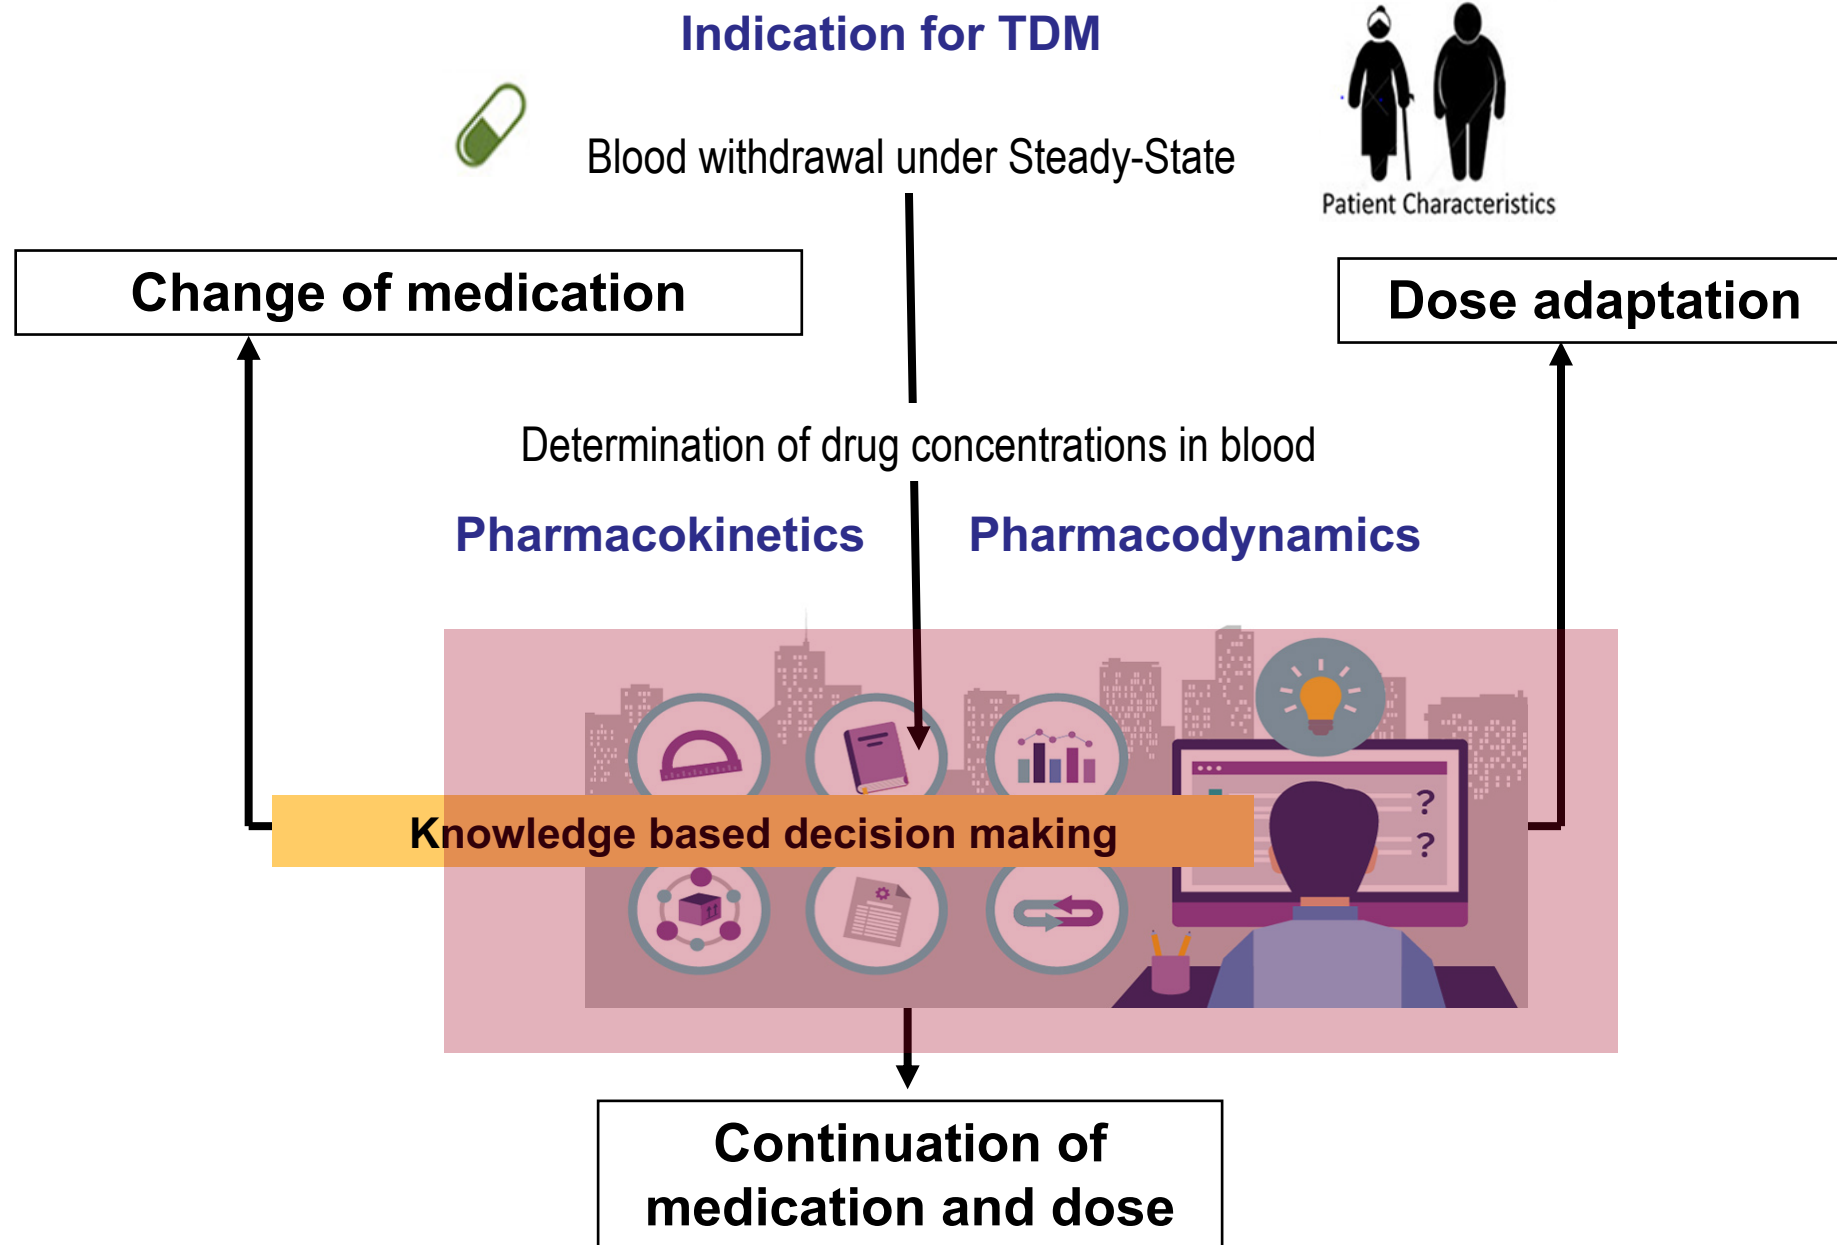 Indication for TDM
Blood withdrawal under Steady-State
Patient Characteristics
Change of medication
Dose adaptation
Determination of drug concentrations in blood
Pharmacokinetics
Pharmacodynamics
?
Knowledge based decision making
?
Continuation of
medication and dose